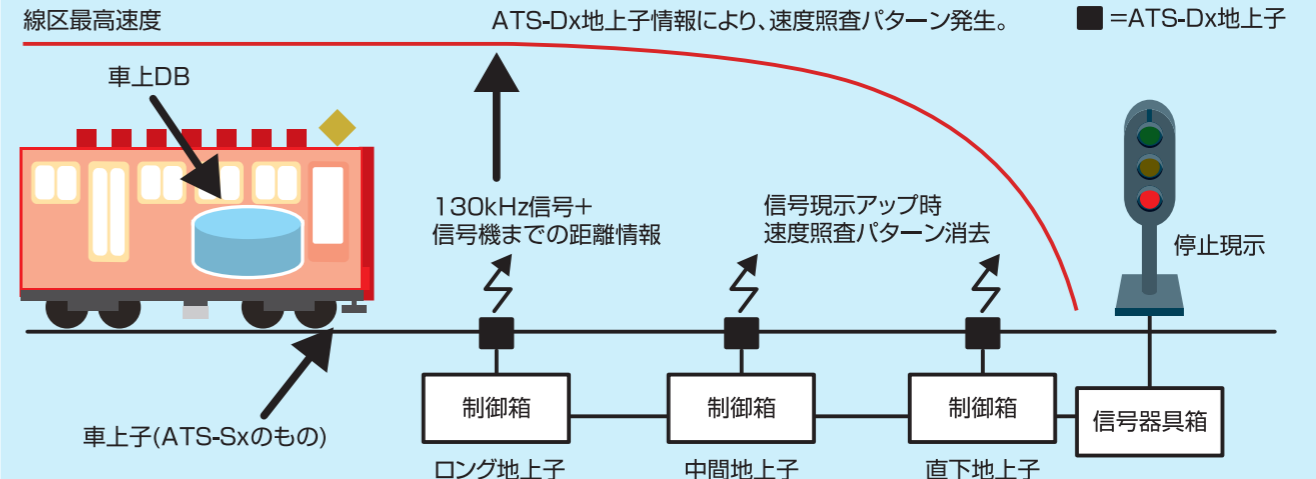 線区最高速度
ATS-Dx地上子情報により、速度照査パターン発生。
■=ATS-Dx地上子
車上DB
130kHz信号+
信号機までの距離情報
信号現示アップ時
速度照査パターン消去
停止現示
制御箱
制御箱
制御箱
信号器具箱
車上子(ATS-Sxのもの)
ロング地上子
中間地上子
直下地上子